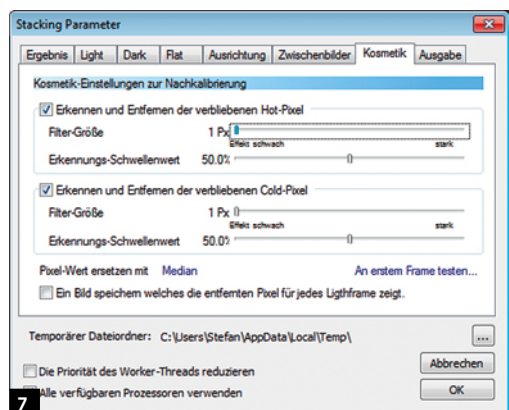 Stacking Parameter
Ergebnis Light Dark Flat Ausrichtung Zwischenbilder Kosmetik Ausgabe
Kosmetik-Einstellungen zur Nachkalibrierung
Erkennen und Entfernen der verbliebenen Hot-Pixel
Filter-Größe 1 Px
Effekt schwach stark
Erkennungs-Schwellenwert 50.0%
Erkennen und Entfernen der verbliebenen Cold-Pixel
Filter-Größe 1 Px
Effekt schwach stark
Erkennungs-Schwellenwert 50.0%
Pixel-Wert ersetzen mit Median An erstem Frame testen...
Ein Bild speichern welches die entfernten Pixel für jedes Ligthframe zeigt.
Temporärer Dateiordner: C:\Users\Stefan\AppData\Local\Temp\ ...
Die Priorität des Worker-Threads reduzieren Abbrechen
Alle verfügbaren Prozessoren verwenden OK
7